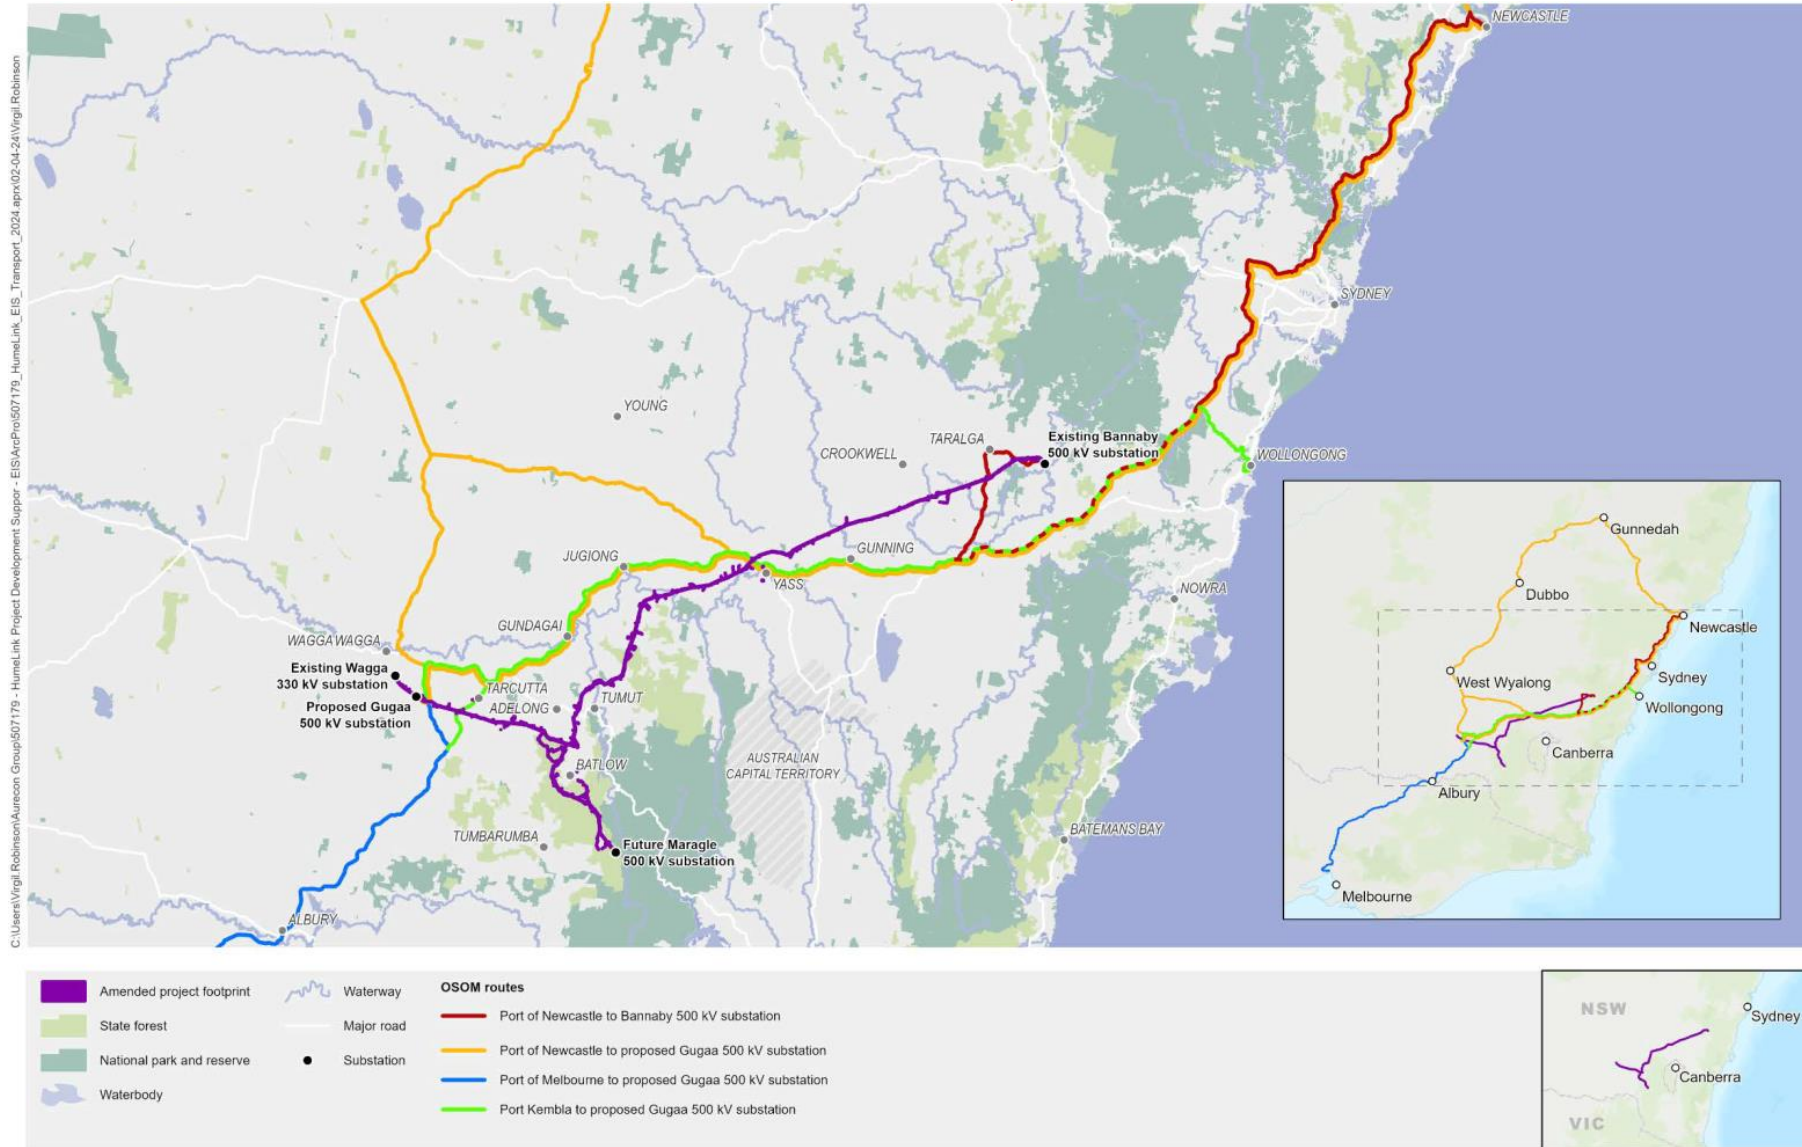 C:\Users\Virgil.Robinson\Aurecon Group\507179 - HumeLink Project Development Suppor - EIS\ArcPro\507179_HumeLink_EIS_Transport_2024.aprx\02-04-24\Virgil.Robinson
NEWCASTLE
SYDNEY
YOUNG
TARALGA
CROOKWELL
Existing Bannaby
500 kV substation
WOLLONGONG
JUGIONG
GUNNING
YASS
NOWRA
GUNDAGAI
WAGGA WAGGA
Existing Wagga
330 kV substation
Proposed Gugaa
500 kV substation
TARCUTTA
ADELONG
TUMUT
BATLOW
AUSTRALIAN
CAPITAL TERRITORY
TUMBARUMBA
Future Maragle
500 kV substation
BATEMANS BAY
ALBURY
Gunnedah
Dubbo
Newcastle
West Wyalong
Sydney
Wollongong
Canberra
Albury
Melbourne
Amended project footprint
State forest
National park and reserve
Waterbody
Waterway
Major road
Substation
OSOM routes
Port of Newcastle to Bannaby 500 kV substation
Port of Newcastle to proposed Gugaa 500 kV substation
Port of Melbourne to proposed Gugaa 500 kV substation
Port Kembla to proposed Gugaa 500 kV substation
NSW
Sydney
Canberra
VIC